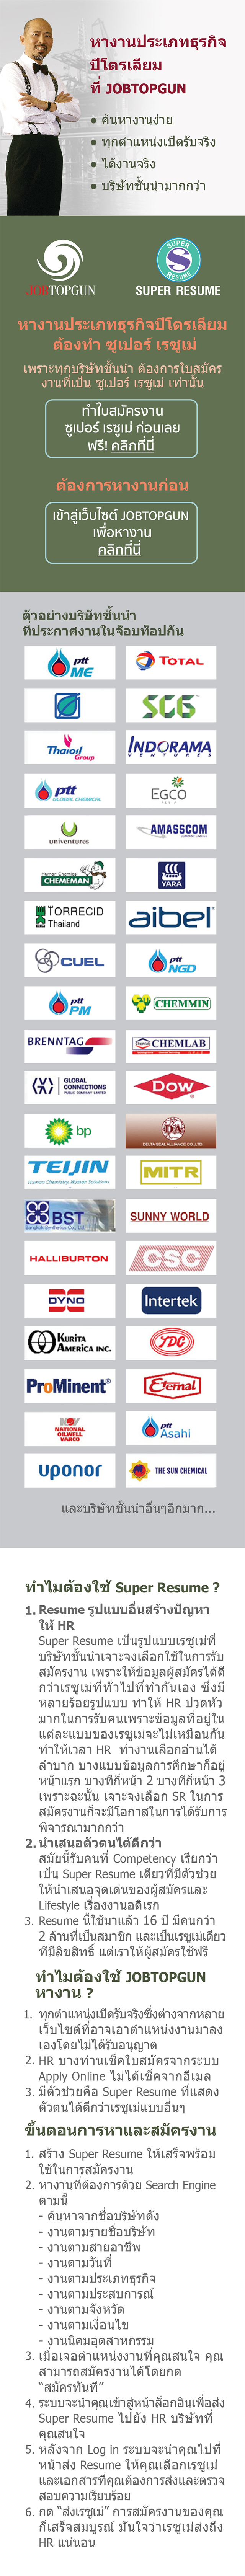 หางานประเภทธุรกิจ
ปิโตรเลียม
ที่ JOBTOPGUN
• ค้นหางานง่าย
• ทุกตำแหน่งเปิดรับจริง
• ได้งานจริง
• บริษัทชั้นนำมากกว่า
JOBTOPGUN
SUPER RESUME
SUPER RESUME
หางานประเภทธุรกิจปิโตรเลียม
ต้องทำ ซูเปอร์ เรซูเม่
เพราะทุกบริษัทชั้นนำ ต้องการใบสมัคร
งานที่เป็น ซูเปอร์ เรซูเม่ เท่านั้น
ทำใบสมัครงาน
ซูเปอร์ เรซูเม่ ก่อนเลย
ฟรี! คลิกที่นี่
ต้องการหางานก่อน
เข้าสู่เว็บไซต์ JOBTOPGUN
เพื่อหางาน
คลิกที่นี่
ตัวอย่างบริษัทชั้นนำ
ที่ประกาศงานในจ็อบท็อปกัน
ptt ME
TOTAL
SCG
Thaioil Group
INDORAMA VENTURES
ptt GLOBAL CHEMICAL
EGCO
univentures
AMASSCOM
CHEMEMAN
YARA
TORRECID Thailand
aibel
CUEL
ptt NGD
ptt PM
CHEMMIN
BRENNTAG
CHEMLAB
GLOBAL CONNECTIONS
PUBLIC COMPANY LIMITED
DOW
bp
DELTA SEAL ALLIANCE CO.,LTD.
TEIJIN
Human Chemistry, Human Solutions
MITR
BST
SUNNY WORLD
HALLIBURTON
CSC
DYNO
Intertek
KURITA AMERICA INC.
ProMinent
Eternal
NOV
NATIONAL OILWELL VARCO
ptt Asahi
uponor
THE SUN CHEMICAL
และบริษัทชั้นนำอื่นๆอีกมาก...
ทำไมต้องใช้ Super Resume ?
1. Resume รูปแบบอื่นสร้างปัญหา
ให้ HR
Super Resume เป็นรูปแบบเรซูเม่ที่
บริษัทชั้นนำเจาะจงเลือกใช้ในการรับ
สมัครงาน เพราะให้ข้อมูลผู้สมัครได้ดี
กว่าเรซูเม่ที่ทั่วไปที่ทำกันเอง ซึ่งมี
หลายร้อยรูปแบบ ทำให้ HR ปวดหัว
มากในการรับคนเพราะข้อมูลที่อยู่ใน
แต่ละแบบของเรซูเม่จะไม่เหมือนกัน
ทำให้เวลา HR ทำงานเลือกอ่านได้
ลำบาก บางแบบข้อมูลการศึกษาก็อยู่
หน้าแรก บางทีก็หน้า 2 บางทีก็หน้า 3
เพราะฉะนั้น เจาะจงเลือก SR ในการ
สมัครงานก็จะมีโอกาสในการได้รับการ
พิจารณามากกว่า
2. นำเสนอตัวตนได้ดีกว่า
สมัยนี้รับคนที่ Competency เรียกว่า
เป็น Super Resume เดียวที่มีตัวช่วย
ให้นำเสนอจุดเด่นของผู้สมัครและ
Lifestyle เรื่องงานอดิเรก
3. Resume นี้ใช้มาแล้ว 16 ปี มีคนกว่า
2 ล้านที่เป็นสมาชิก และเป็นเรซูเม่เดียว
ที่มีลิขสิทธิ์ แต่เราให้ผู้สมัครใช้ฟรี
ทำไมต้องใช้ JOBTOPGUN
หางาน ?
1. ทุกตำแหน่งเปิดรับจริงซึ่งต่างจากหลาย
เว็บไซต์ที่อาจเอาตำแหน่งงานมาลง
เองโดยไม่ได้รับอนุญาต
2. HR บางท่านเช็คใบสมัครจากระบบ
Apply Online ไม่ได้เช็คจากอีเมล
3. มีตัวช่วยคือ Super Resume ที่แสดง
ตัวตนได้ดีกว่าเรซูเม่แบบอื่นๆ
ขั้นตอนการหาและสมัครงาน
1. สร้าง Super Resume ให้เสร็จพร้อม
ใช้ในการสมัครงาน
2. หางานที่ต้องการด้วย Search Engine
ตามนี้
- ค้นหาจากชื่อบริษัทดัง
- งานตามรายชื่อบริษัท
- งานตามสายอาชีพ
- งานตามวันที่
- งานตามประเภทธุรกิจ
- งานตามประสบการณ์
- งานตามจังหวัด
- งานตามเงื่อนไข
- งานนิคมอุตสาหกรรม
3. เมื่อเจอตำแหน่งงานที่คุณสนใจ คุณ
สามารถสมัครงานได้โดยกด
“สมัครทันที”
4. ระบบจะนำคุณเข้าสู่หน้าล็อกอินเพื่อส่ง
Super Resume ไปยัง HR บริษัทที่
คุณสนใจ
5. หลังจาก Log in ระบบจะนำคุณไปที่
หน้าส่ง Resume ให้คุณเลือกเรซูเม่
และเอกสารที่คุณต้องการส่งและตรวจ
สอบความเรียบร้อย
6. กด “ส่งเรซูเม่” การสมัครงานของคุณ
ก็เสร็จสมบูรณ์ มั่นใจว่าเรซูเม่ส่งถึง
HR แน่นอน